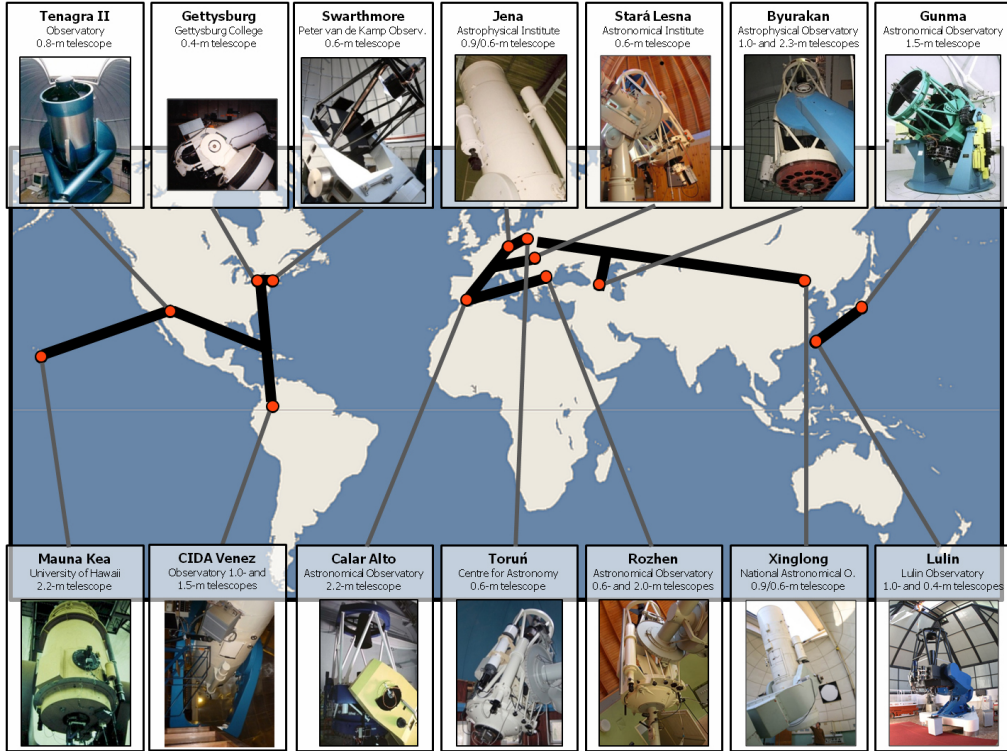 Tenagra II
Observatory
0.8-m telescope
Gettysburg
Gettysburg College
0.4-m telescope
Swarthmore
Peter van de Kamp Observ.
0.6-m telescope
Jena
Astrophysical Institute
0.9/0.6-m telescope
Stará Lesna
Astronomical Institute
0.6-m telescope
Byurakan
Astrophysical Observatory
1.0- and 2.3-m telescopes
Gunma
Astronomical Observatory
1.5-m telescope
Mauna Kea
University of Hawaii
2.2-m telescope
CIDA Venez
Observatory 1.0- and
1.5-m telescopes
Calar Alto
Astronomical Observatory
2.2-m telescope
Toruń
Centre for Astronomy
0.6-m telescope
Rozhen
Astronomical Observatory
0.6- and 2.0-m telescopes
Xinglong
National Astronomical O.
0.9/0.6-m telescope
Lulin
Lulin Observatory
1.0- and 0.4-m telescopes